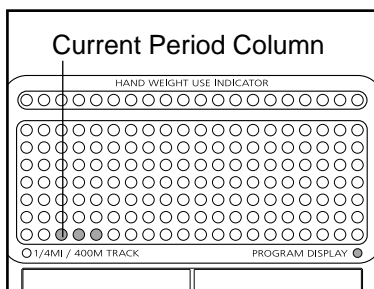 Current Period Column
HAND WEIGHT USE INDICATOR
1/4MI / 400M TRACK
PROGRAM DISPLAY